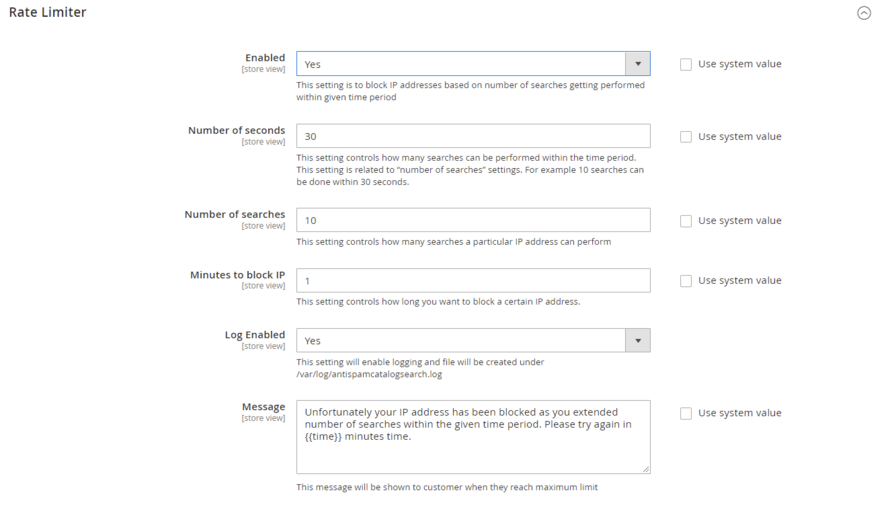 Rate Limiter
Enabled
[store view]
Yes
Use system value
This setting is to block IP addresses based on number of searches getting performed
within given time period
Number of seconds
[store view]
30
Use system value
This setting controls how many searches can be performed within the time period.
This setting is related to “number of searches” settings. For example 10 searches can
be done within 30 seconds.
Number of searches
[store view]
10
Use system value
This setting controls how many searches a particular IP address can perform
Minutes to block IP
[store view]
1
Use system value
This setting controls how long you want to block a certain IP address.
Log Enabled
[store view]
Yes
This setting will enable logging and file will be created under
/var/log/antispamcatalogsearch.log
Message
[store view]
Unfortunately your IP address has been blocked as you extended
number of searches within the given time period. Please try again in
{{time}} minutes time.
Use system value
This message will be shown to customer when they reach maximum limit